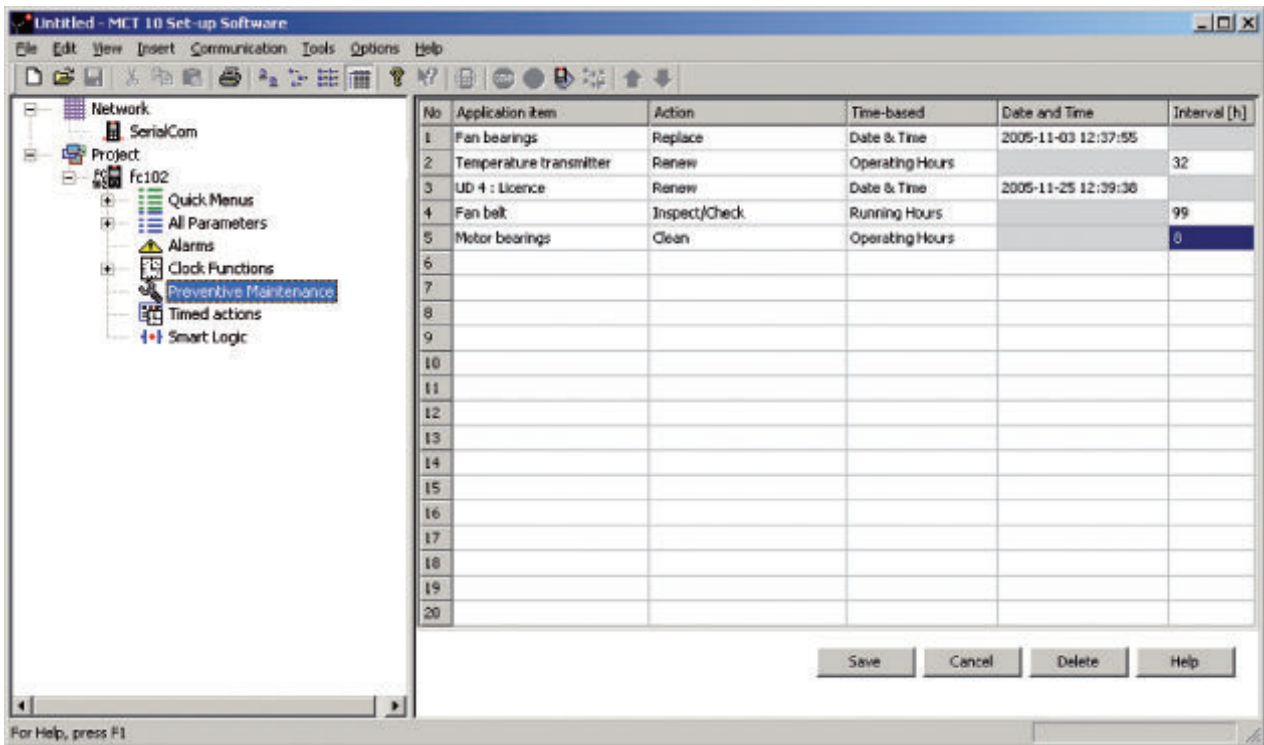 Untitled - MCT 10 Set-up Software
File Edit View Insert Communication Tools Options Help
Network
SerialCom
Project
fc102
Quick Menus
All Parameters
Alarms
Clock Functions
Preventive Maintenance
Timed actions
Smart Logic
No Application item Action Time-based Date and Time Interval [h]
1 Fan bearings Replace Date & Time 2005-11-03 12:37:55
2 Temperature transmitter Renew Operating Hours 32
3 UD 4 : Licence Renew Date & Time 2005-11-25 12:39:38
4 Fan belt Inspect/Check Running Hours 99
5 Motor bearings Clean Operating Hours 8
6
7
8
9
10
11
12
13
14
15
16
17
18
19
20
Save Cancel Delete Help
For Help, press F1